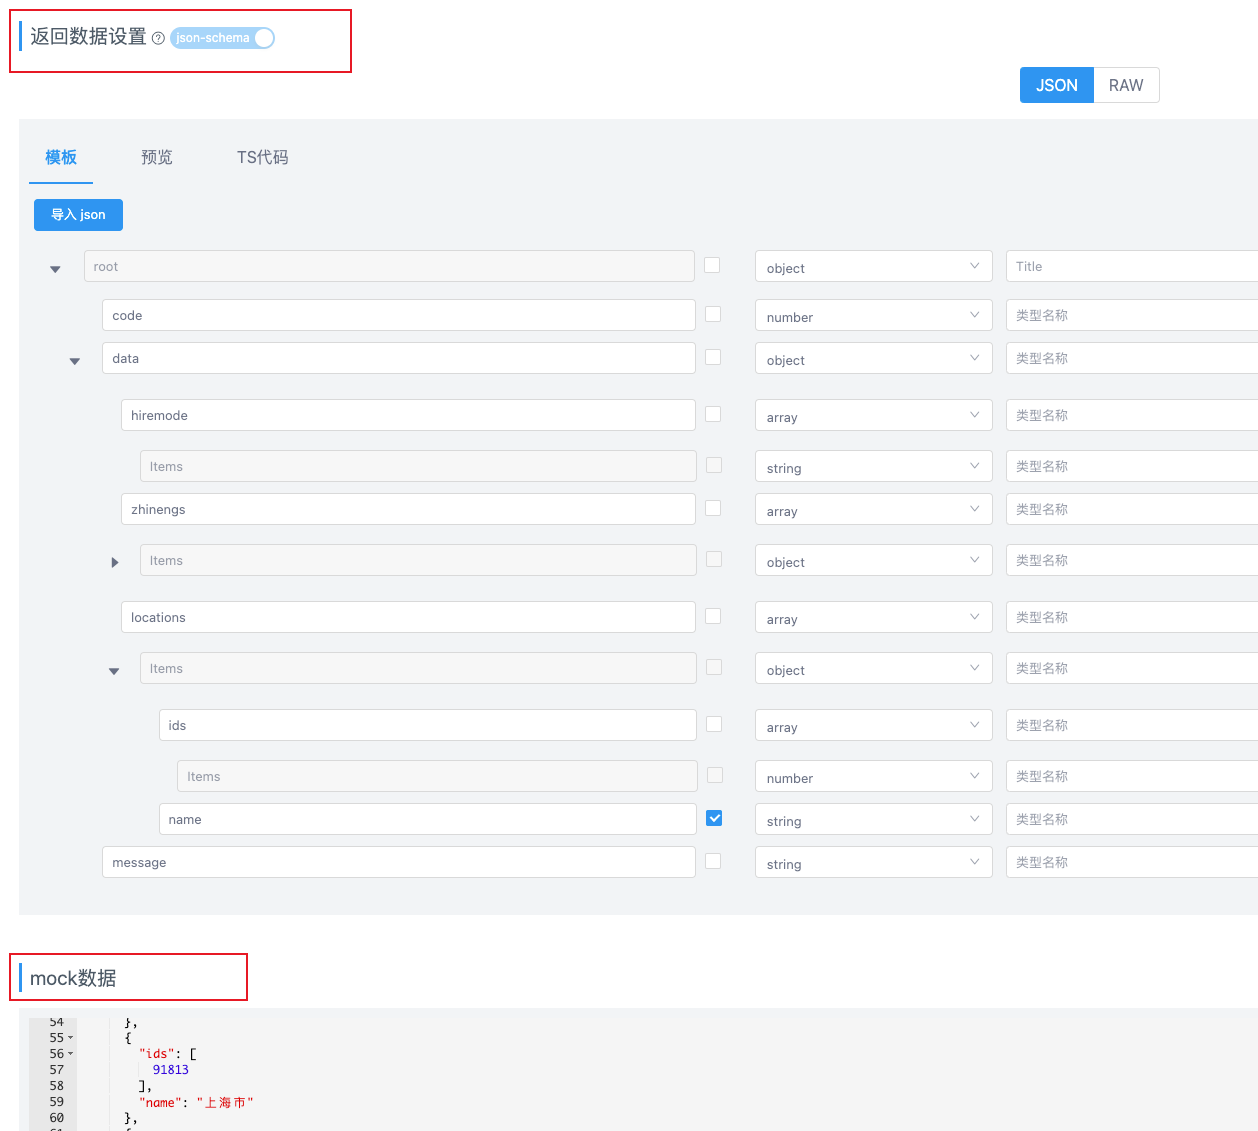 返回数据设置 ? json-schema
JSON RAW
模板 预览 TS代码
导入 json
root object Title
code number 类型名称
data object 类型名称
hiremode array 类型名称
Items string 类型名称
zhinengs array 类型名称
Items object 类型名称
locations array 类型名称
Items object 类型名称
ids array 类型名称
Items number 类型名称
name string 类型名称
message string 类型名称
mock数据
54 },
55 {
56 "ids": [
57 91813
58 ],
59 "name": "上海市"
60 },
61 {